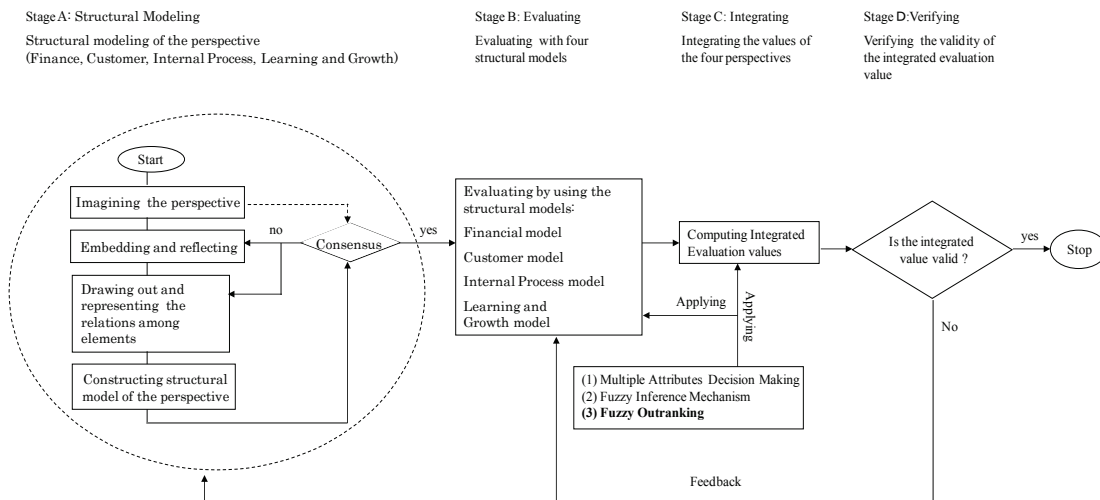 Stage A: Structural Modeling
Structural modeling of the perspective
(Finance, Customer, Internal Process, Learning and Growth)
Stage B: Evaluating
Evaluating with four
structural models
Stage C: Integrating
Integrating the values of
the four perspectives
Stage D:Verifying
Verifying the validity of
the integrated evaluation
value
Start
Imagining the perspective
Embedding and reflecting
Drawing out and
representing the
relations among
elements
Constructing structural
model of the perspective
no
Consensus
yes
Evaluating by using the
structural models:
Financial model
Customer model
Internal Process model
Learning and
Growth model
Computing Integrated
Evaluation values
Applying
Applying
(1) Multiple Attributes Decision Making
(2) Fuzzy Inference Mechanism
(3) Fuzzy Outranking
Is the integrated
value valid ?
yes
Stop
No
Feedback